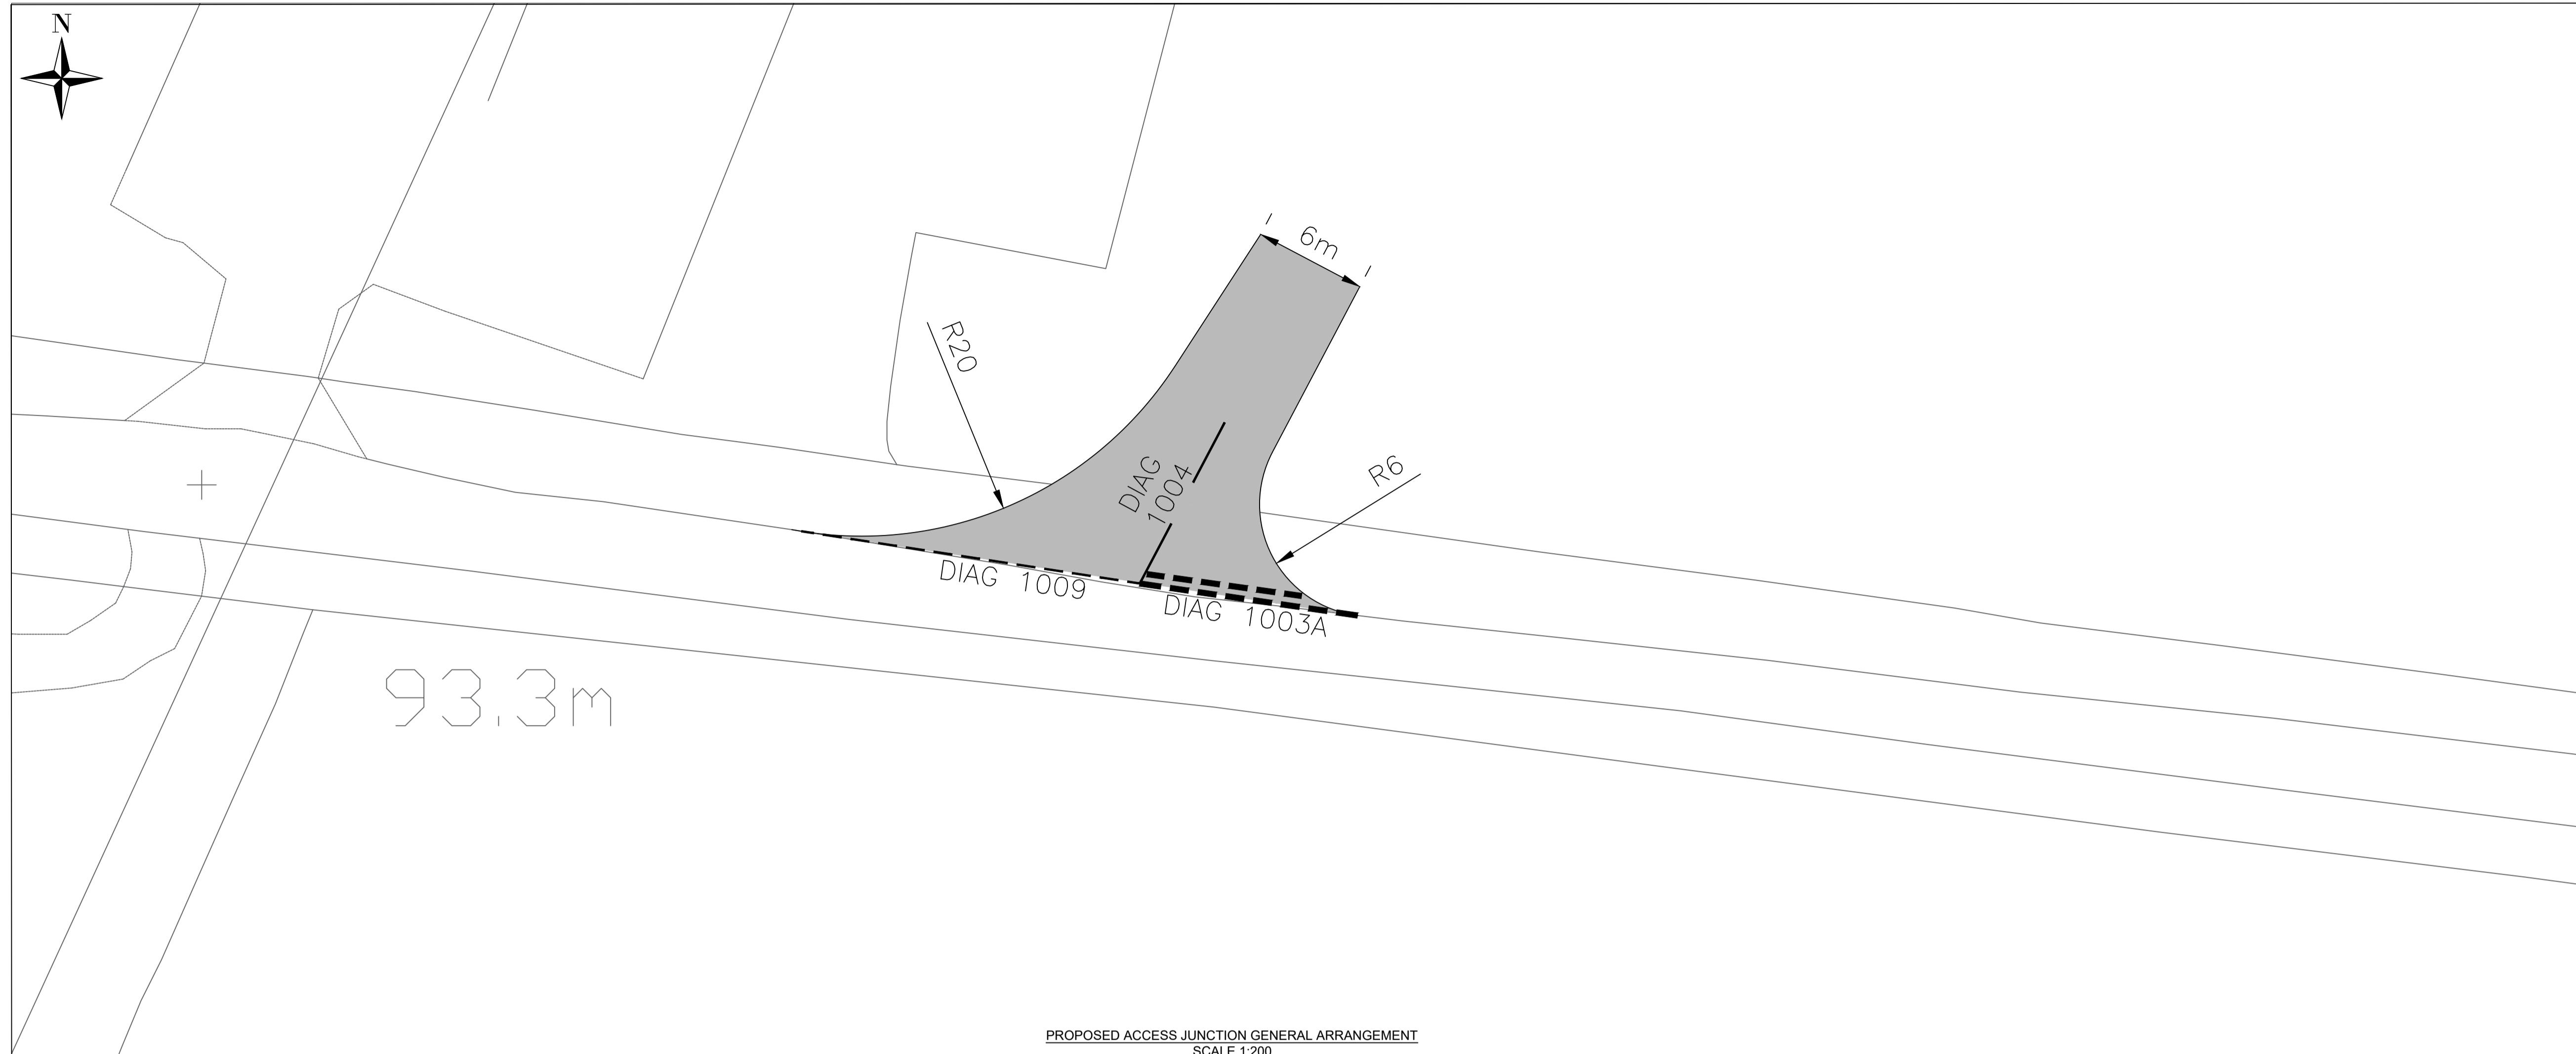 N
6m
R20
R6
DIAG
1004
DIAG 1009
DIAG 1003A
93.3m
PROPOSED ACCESS JUNCTION GENERAL ARRANGEMENT
SCALE 1:200